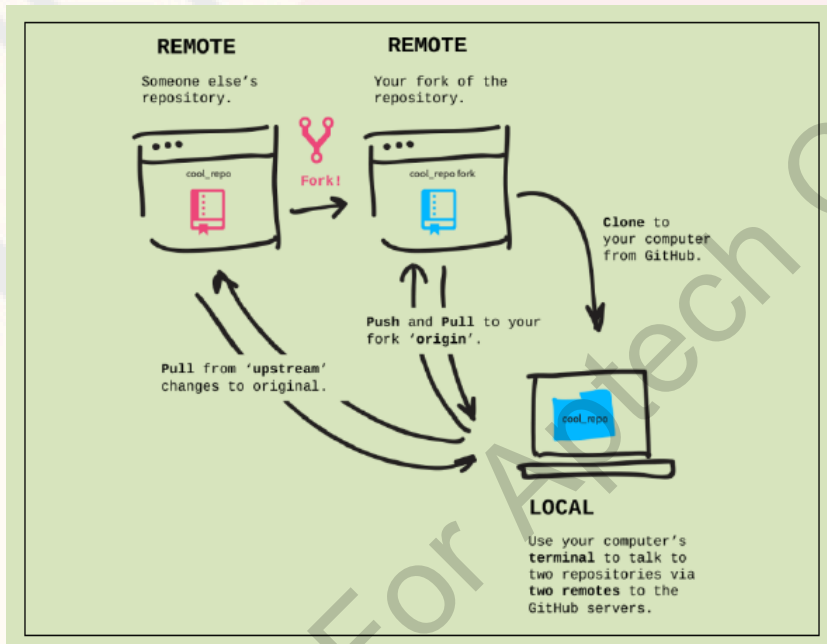 REMOTE
Someone else's
repository.
cool_repo
Fork!
REMOTE
Your fork of the
repository.
cool_repo fork
Clone to
your computer
from GitHub.
Push and Pull to your
fork 'origin'.
Pull from 'upstream'
changes to original.
cool_repo
LOCAL
Use your computer's
terminal to talk to
two repositories via
two remotes to the
GitHub servers.
For Aptech C